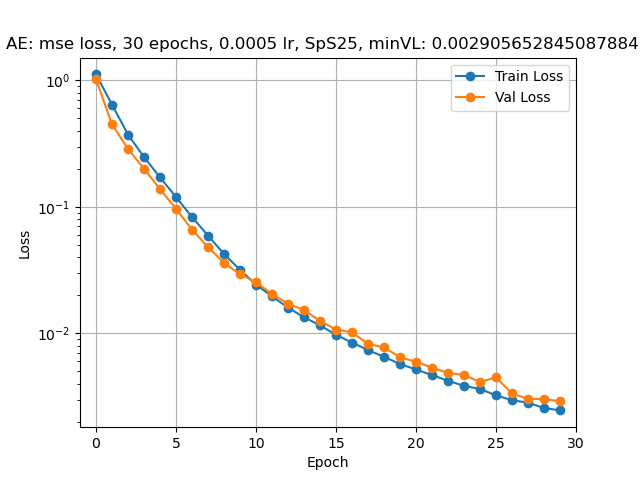 AE: mse loss, 30 epochs, 0.0005 lr, SpS25, minVL: 0.002905652845087884
Train Loss
Val Loss
10⁰
10⁻¹
10⁻²
Loss
0 5 10 15 20 25 30
Epoch